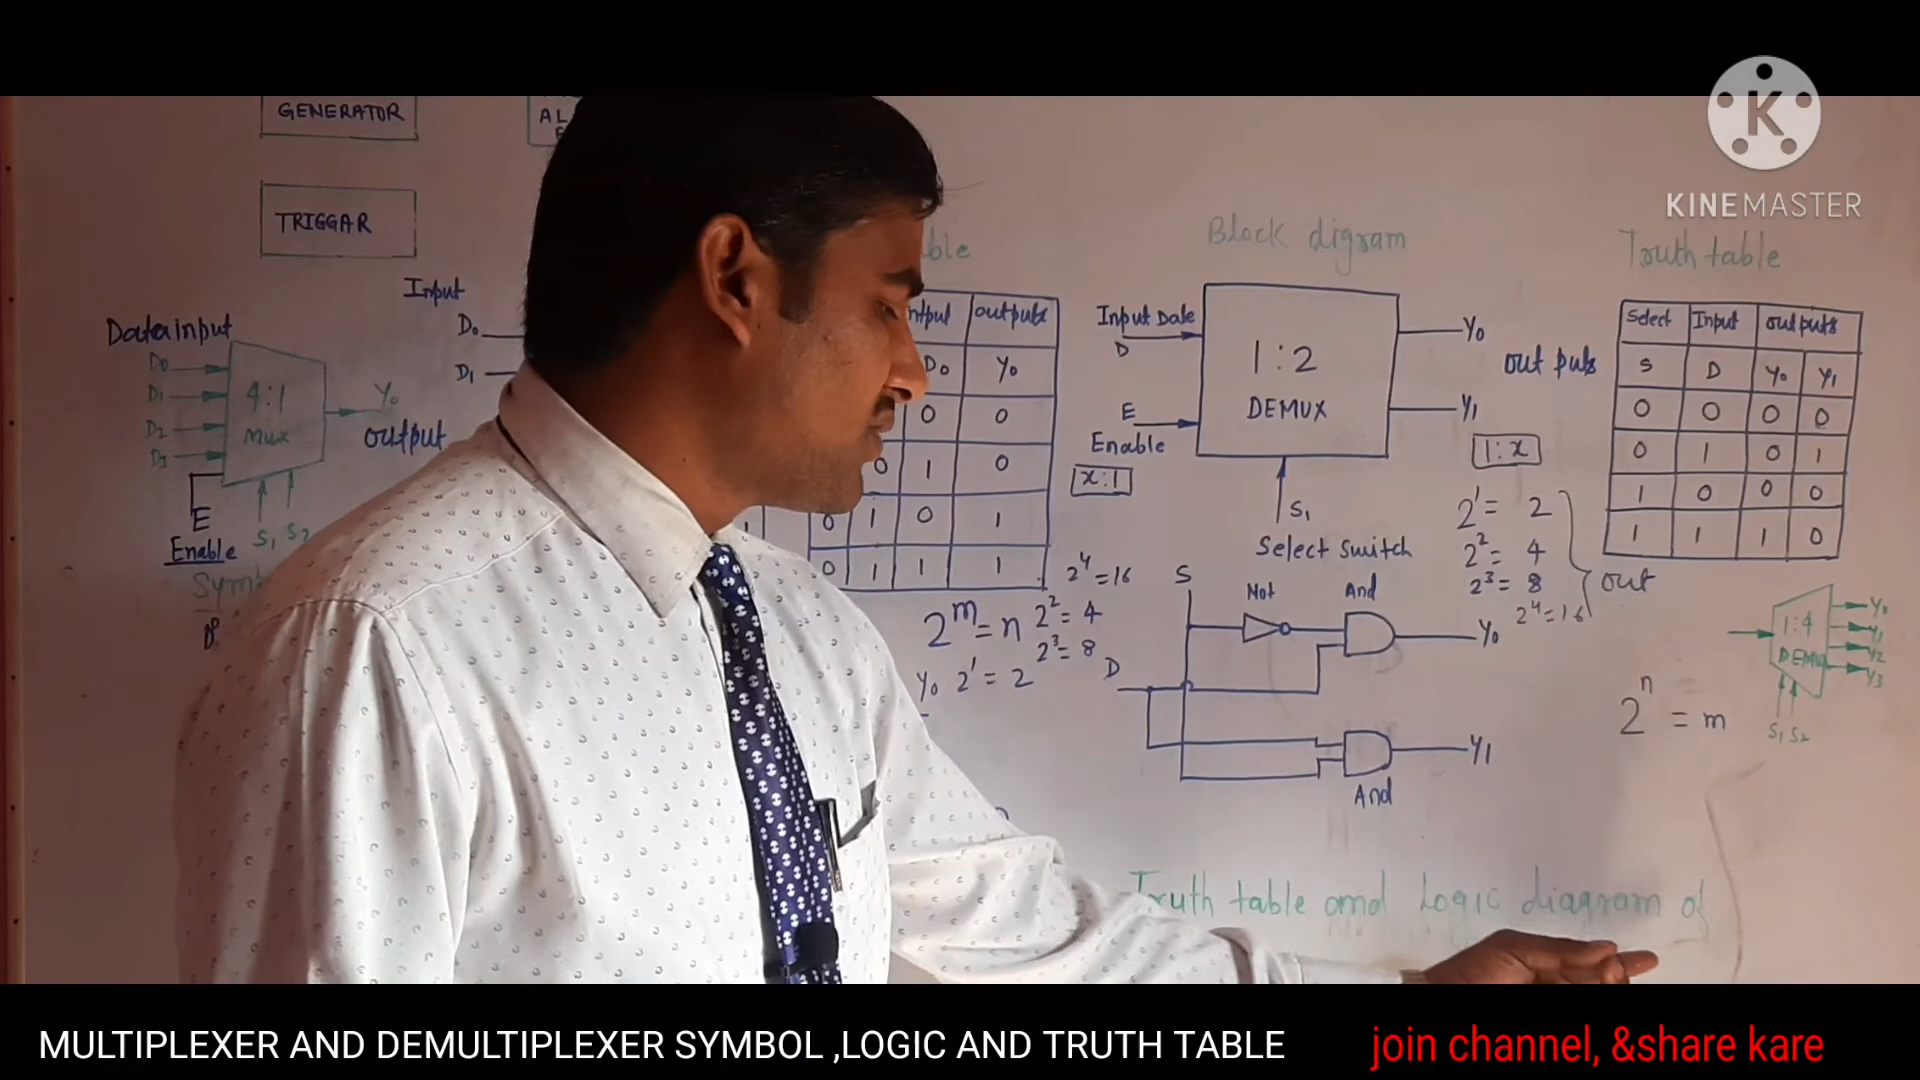 GENERATOR
TRIGGAR
KINEMASTER
Data input
D0
D1
D2
D3
4:1
MUX
Y0
output
E
Enable
S1 S2
Input
D0
D1
ntput outputs
D0 Y0
0 0
0 1 0
0 1 0 1
0 1 1 1
2^4=16
2^m=n 2^2=4
2^3=8
Y0 2^1=2
Block digram
Input Date
D
E
Enable
1:2
DEMUX
Y0
Y1
out puts
x:1
1:x
S1
Select Switch
2^1= 2
2^2= 4
2^3= 8
2^4=16
out
S
Not
And
Y0
D
Y1
And
Truth table
Select Input outputs
S D Y0 Y1
0 0 0 0
0 1 0 1
1 0 0 0
1 1 1 0
1:4
DEMUX
Y0
Y1
Y2
Y3
S1 S2
2^n = m
Truth table and Logic diagram of
MULTIPLEXER AND DEMULTIPLEXER SYMBOL ,LOGIC AND TRUTH TABLE
join channel, &share kare